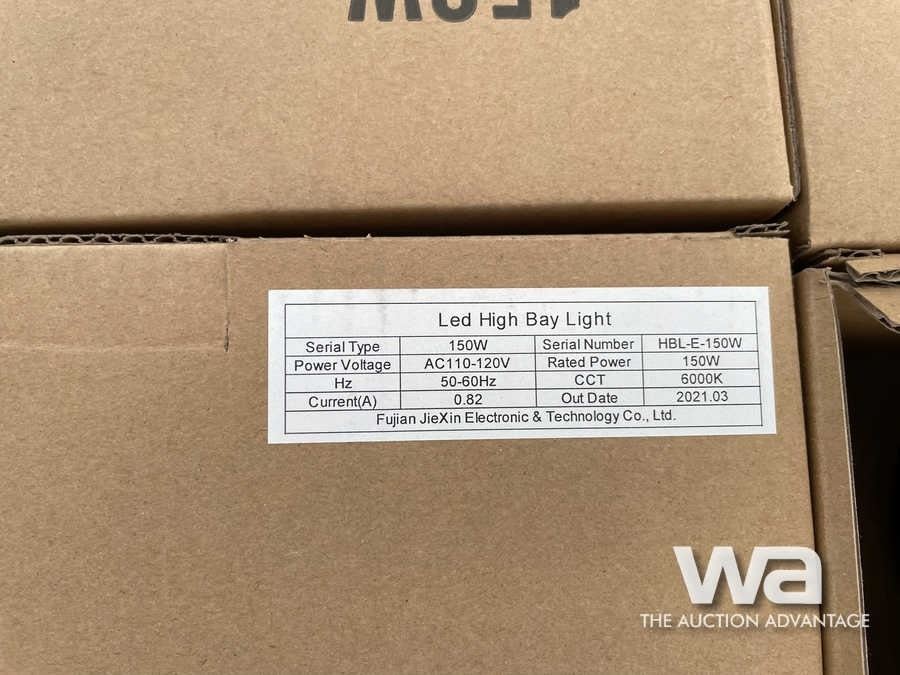 150W
Led High Bay Light
Serial Type 150W Serial Number HBL-E-150W
Power Voltage AC110-120V Rated Power 150W
Hz 50-60Hz CCT 6000K
Current(A) 0.82 Out Date 2021.03
Fujian JieXin Electronic & Technology Co., Ltd.
wa
THE AUCTION ADVANTAGE